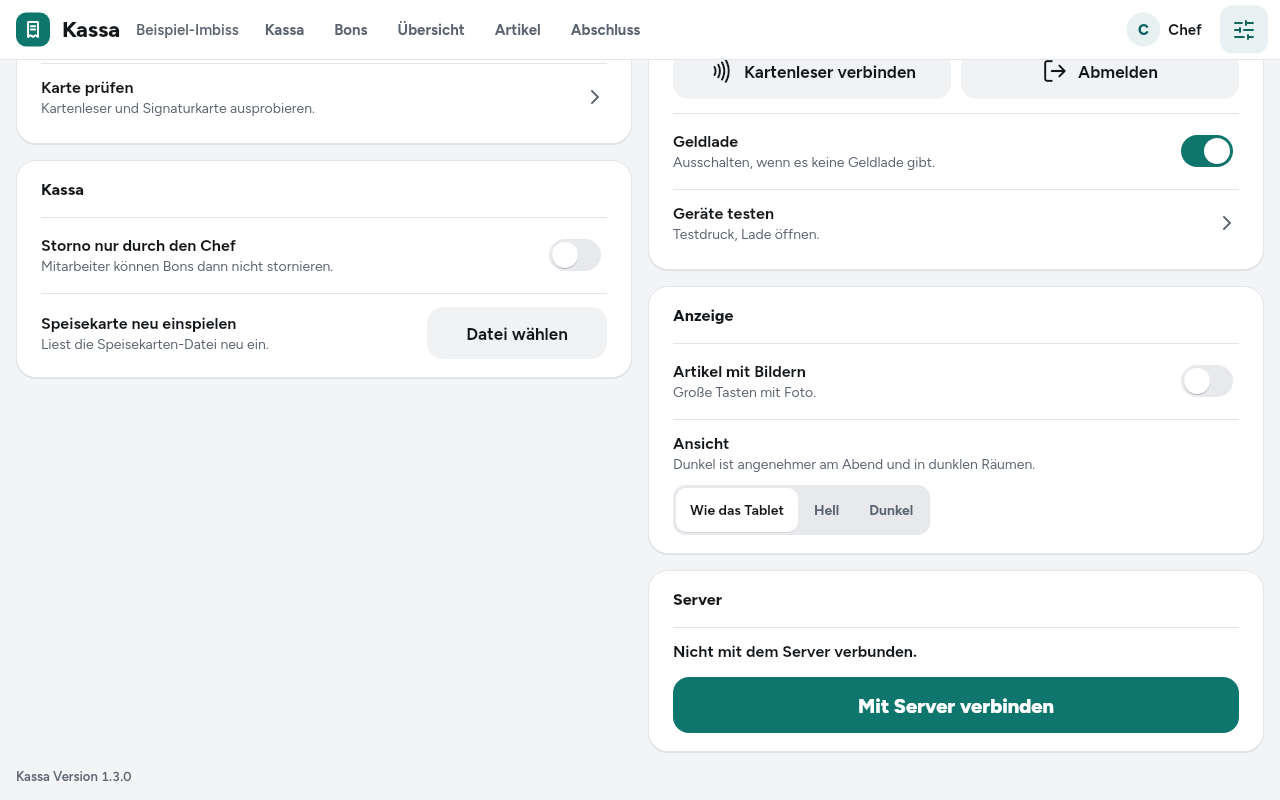 Kassa Beispiel-Imbiss Kassa Bons Übersicht Artikel Abschluss C Chef
Karte prüfen
Kartenleser und Signaturkarte ausprobieren.
Kassa
Storno nur durch den Chef
Mitarbeiter können Bons dann nicht stornieren.
Speisekarte neu einspielen
Liest die Speisekarten-Datei neu ein.
Datei wählen
Kartenleser verbinden
Abmelden
Geldlade
Ausschalten, wenn es keine Geldlade gibt.
Geräte testen
Testdruck, Lade öffnen.
Anzeige
Artikel mit Bildern
Große Tasten mit Foto.
Ansicht
Dunkel ist angenehmer am Abend und in dunklen Räumen.
Wie das Tablet Hell Dunkel
Server
Nicht mit dem Server verbunden.
Mit Server verbinden
Kassa Version 1.3.0